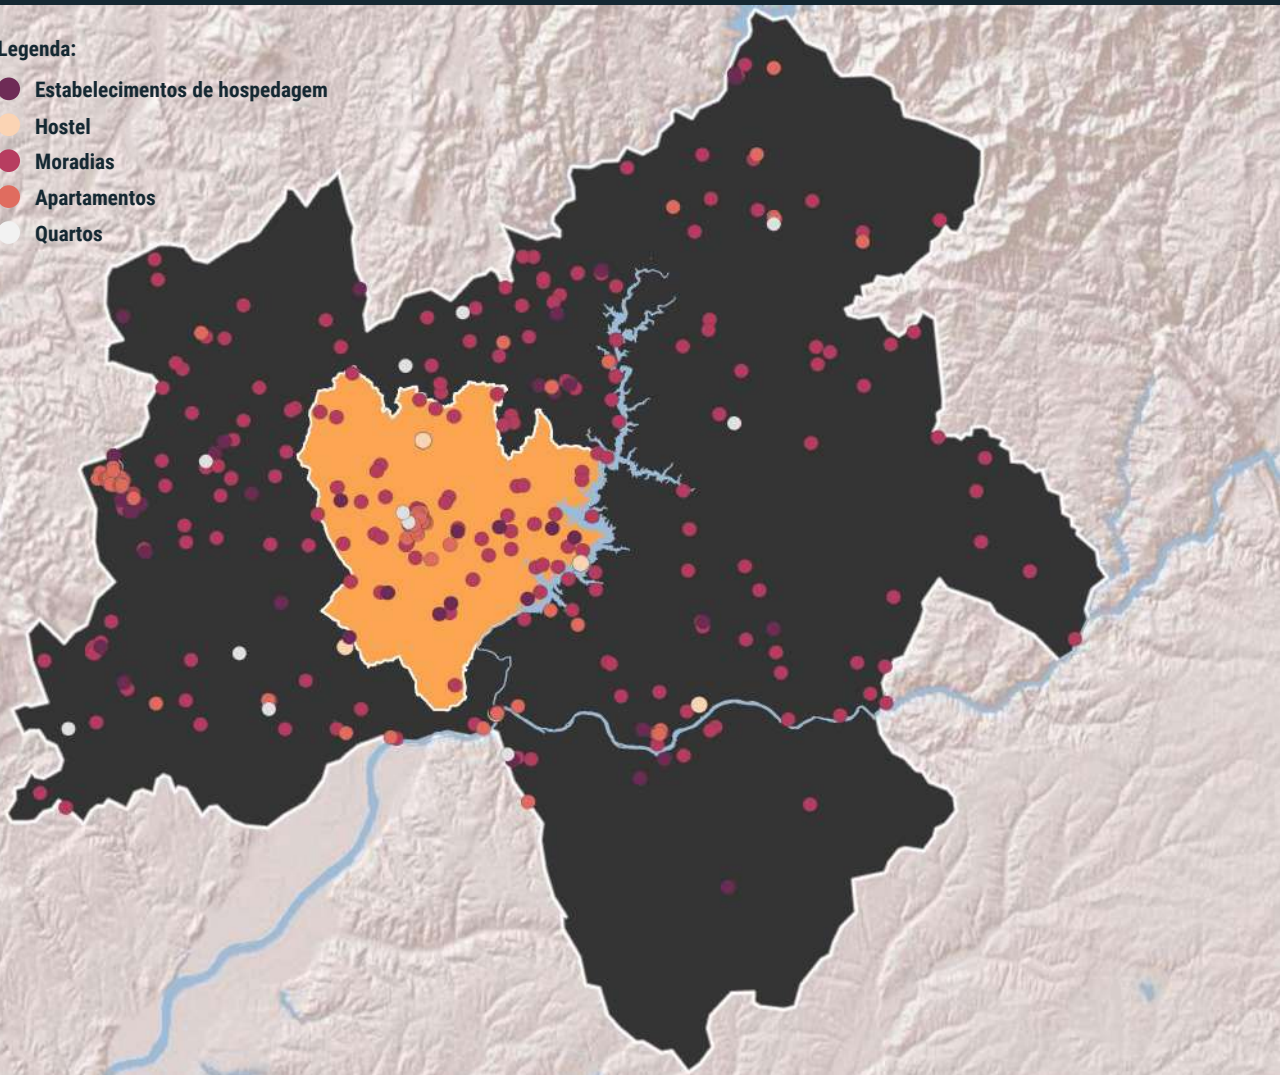 Legenda:
Estabelecimentos de hospedagem
Hostel
Moradias
Apartamentos
Quartos